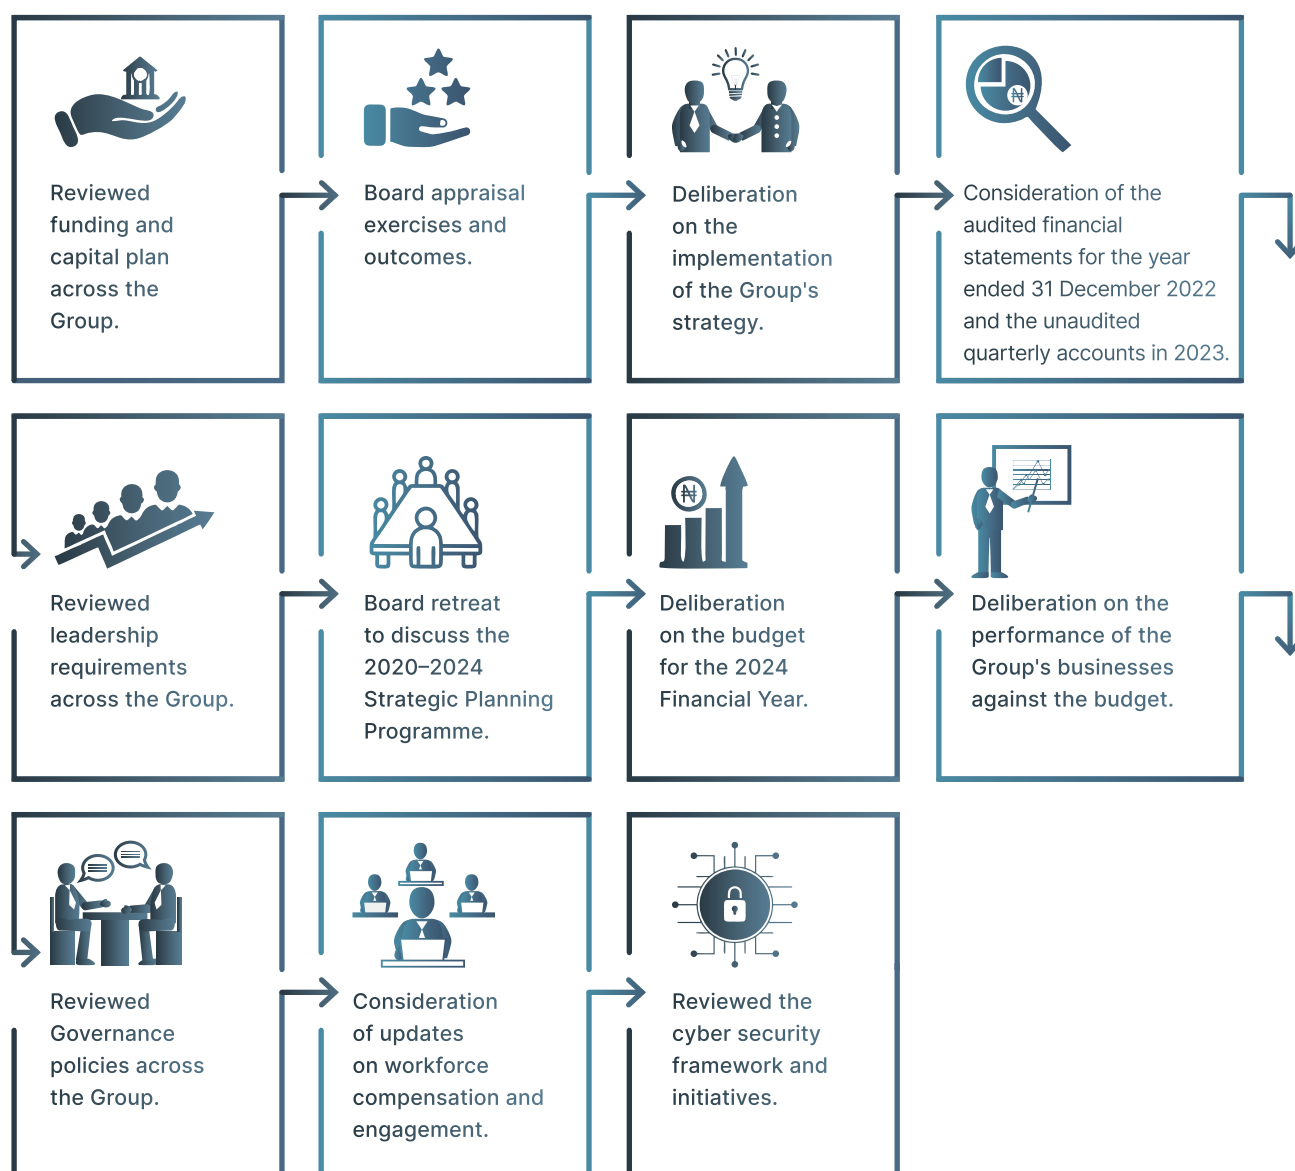 Reviewed
funding and
capital plan
across the
Group.
Board appraisal
exercises and
outcomes.
Deliberation
on the
implementation
of the Group's
strategy.
₦
Consideration of the
audited financial
statements for the year
ended 31 December 2022
and the unaudited
quarterly accounts in 2023.
Reviewed
leadership
requirements
across the Group.
Board retreat
to discuss the
2020–2024
Strategic Planning
Programme.
₦
Deliberation
on the budget
for the 2024
Financial Year.
Deliberation on the
performance of the
Group's businesses
against the budget.
Reviewed
Governance
policies across
the Group.
Consideration
of updates
on workforce
compensation and
engagement.
Reviewed the
cyber security
framework and
initiatives.